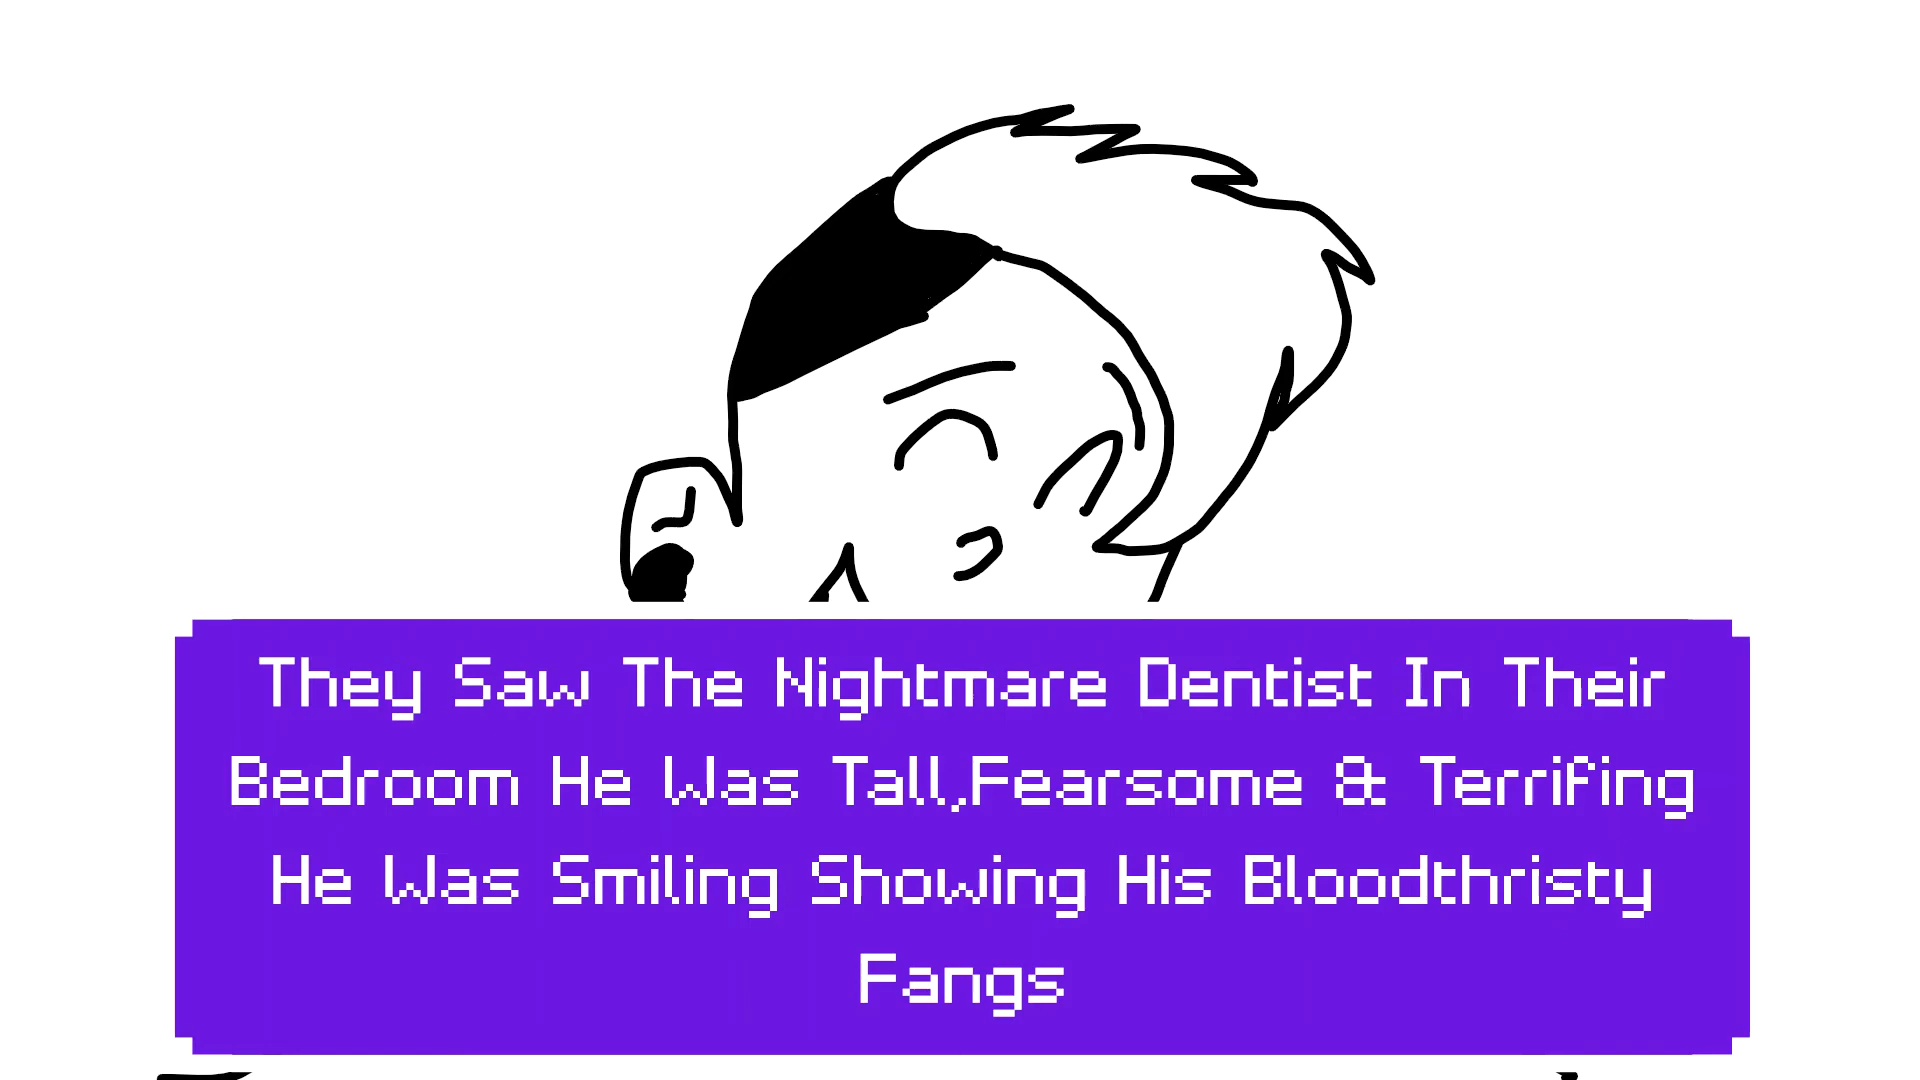 They Saw The Nightmare Dentist In Their
Bedroom He Was Tall,Fearsome & Terrifing
He Was Smiling Showing His Bloodthristy
Fangs